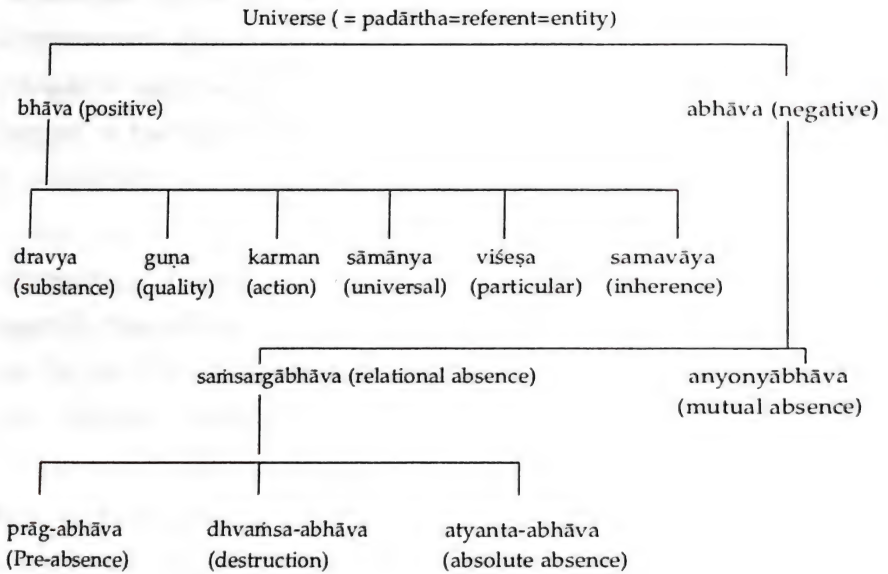 Universe ( = padārtha=referent=entity)
bhāva (positive) abhāva (negative)
dravya guṇa karman sāmānya viśeṣa samavāya
(substance) (quality) (action) (universal) (particular) (inherence)
saṁsargābhāva (relational absence) anyonyābhāva
(mutual absence)
prāg-abhāva dhvaṁsa-abhāva atyanta-abhāva
(Pre-absence) (destruction) (absolute absence)